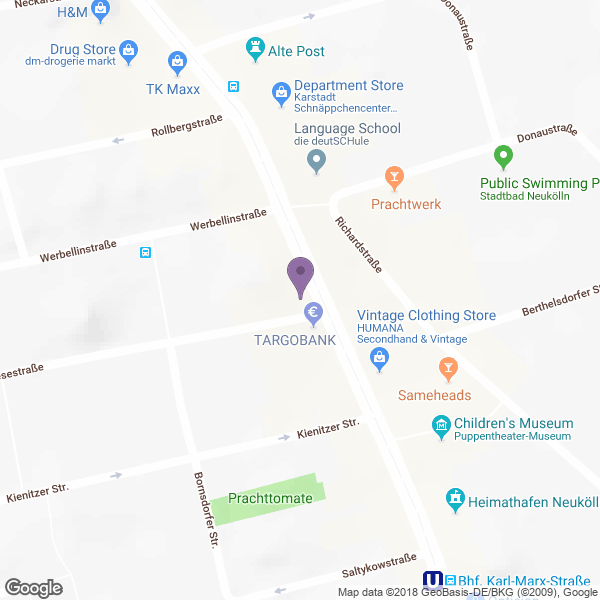 Neckarst
H&M
Drug Store
dm-drogerie markt
TK Maxx
Alte Post
Donaustraße
Department Store
Karstadt
Schnäppchencenter...
Rollbergstraße
Language School
die deutSCHule
Donaustraße
Public Swimming P
Stadtbad Neukölln
Prachtwerk
Werbellinstraße
Richardstraße
Werbellinstraße
Berthelsdorfer St
€
TARGOBANK
Vintage Clothing Store
HUMANA
Secondhand & Vintage
esestraße
Sameheads
Children's Museum
Puppentheater-Museum
Kienitzer Str.
Kienitzer Str.
Bornsdorfer Str.
Prachttomate
Heimathafen Neuköll
Saltykowstraße
U
Bhf. Karl-Marx-Straße
Google
Map data ©2018 GeoBasis-DE/BKG (©2009), Google